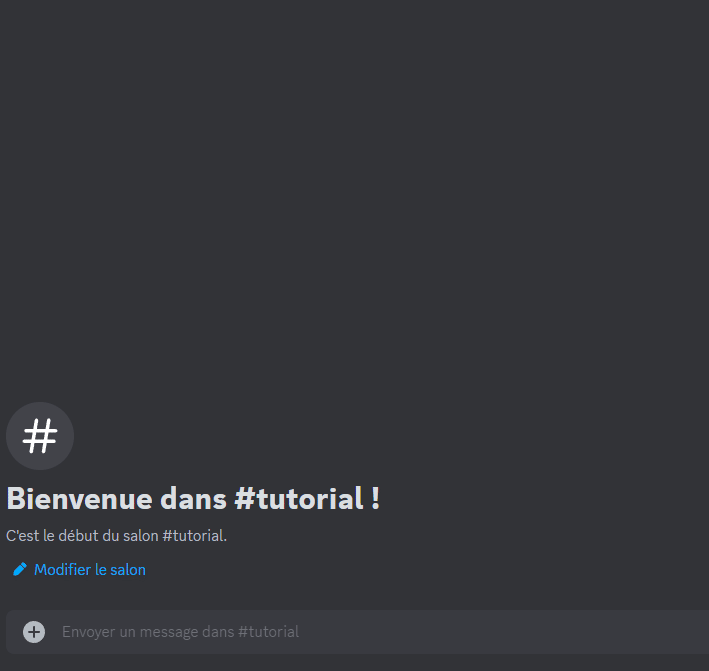 #
Bienvenue dans #tutorial !
C'est le début du salon #tutorial.
Modifier le salon
Envoyer un message dans #tutorial